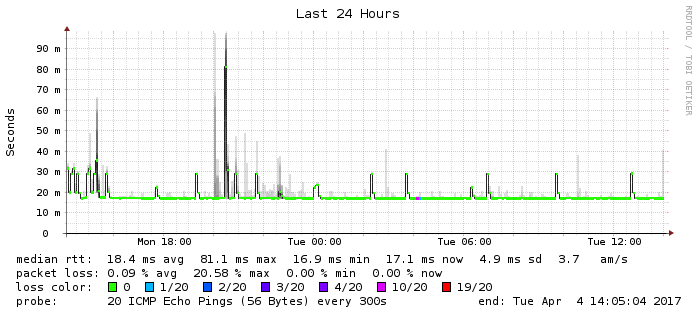 Last 24 Hours
RRDTOOL / TOBI OETIKER
Seconds
90 m
80 m
70 m
60 m
50 m
40 m
30 m
20 m
10 m
0
Mon 18:00 Tue 00:00 Tue 06:00 Tue 12:00
median rtt: 18.4 ms avg 81.1 ms max 16.9 ms min 17.1 ms now 4.9 ms sd 3.7 am/s
packet loss: 0.09 % avg 20.58 % max 0.00 % min 0.00 % now
loss color: 0 1/20 2/20 3/20 4/20 10/20 19/20
probe: 20 ICMP Echo Pings (56 Bytes) every 300s end: Tue Apr 4 14:05:04 2017